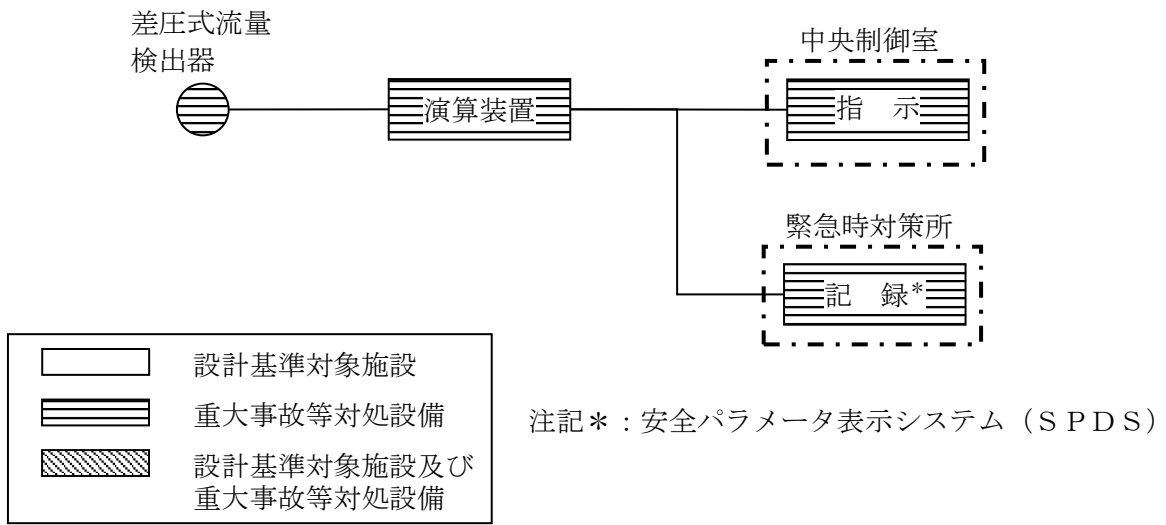 差圧式流量
検出器
中央制御室
演算装置
指　示
緊急時対策所
記　録*
設計基準対象施設
重大事故等対処設備
設計基準対象施設及び
重大事故等対処設備
注記＊：安全パラメータ表示システム（ＳＰＤＳ）